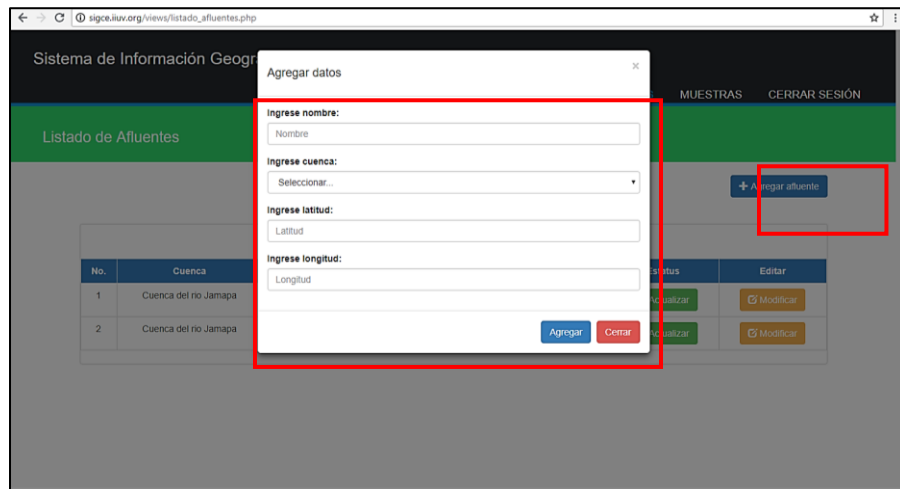 sigce.iiuv.org/views/listado_afluentes.php
Sistema de Información Geogr
MUESTRAS CERRAR SESIÓN
Listado de Afluentes
Agregar afluente
Agregar datos ×
Ingrese nombre:
Nombre
Ingrese cuenca:
Seleccionar...
Ingrese latitud:
Latitud
Ingrese longitud:
Longitud
Agregar Cerrar
No. Cuenca Estatus Editar
1 Cuenca del rio Jamapa Actualizar Modificar
2 Cuenca del rio Jamapa Actualizar Modificar